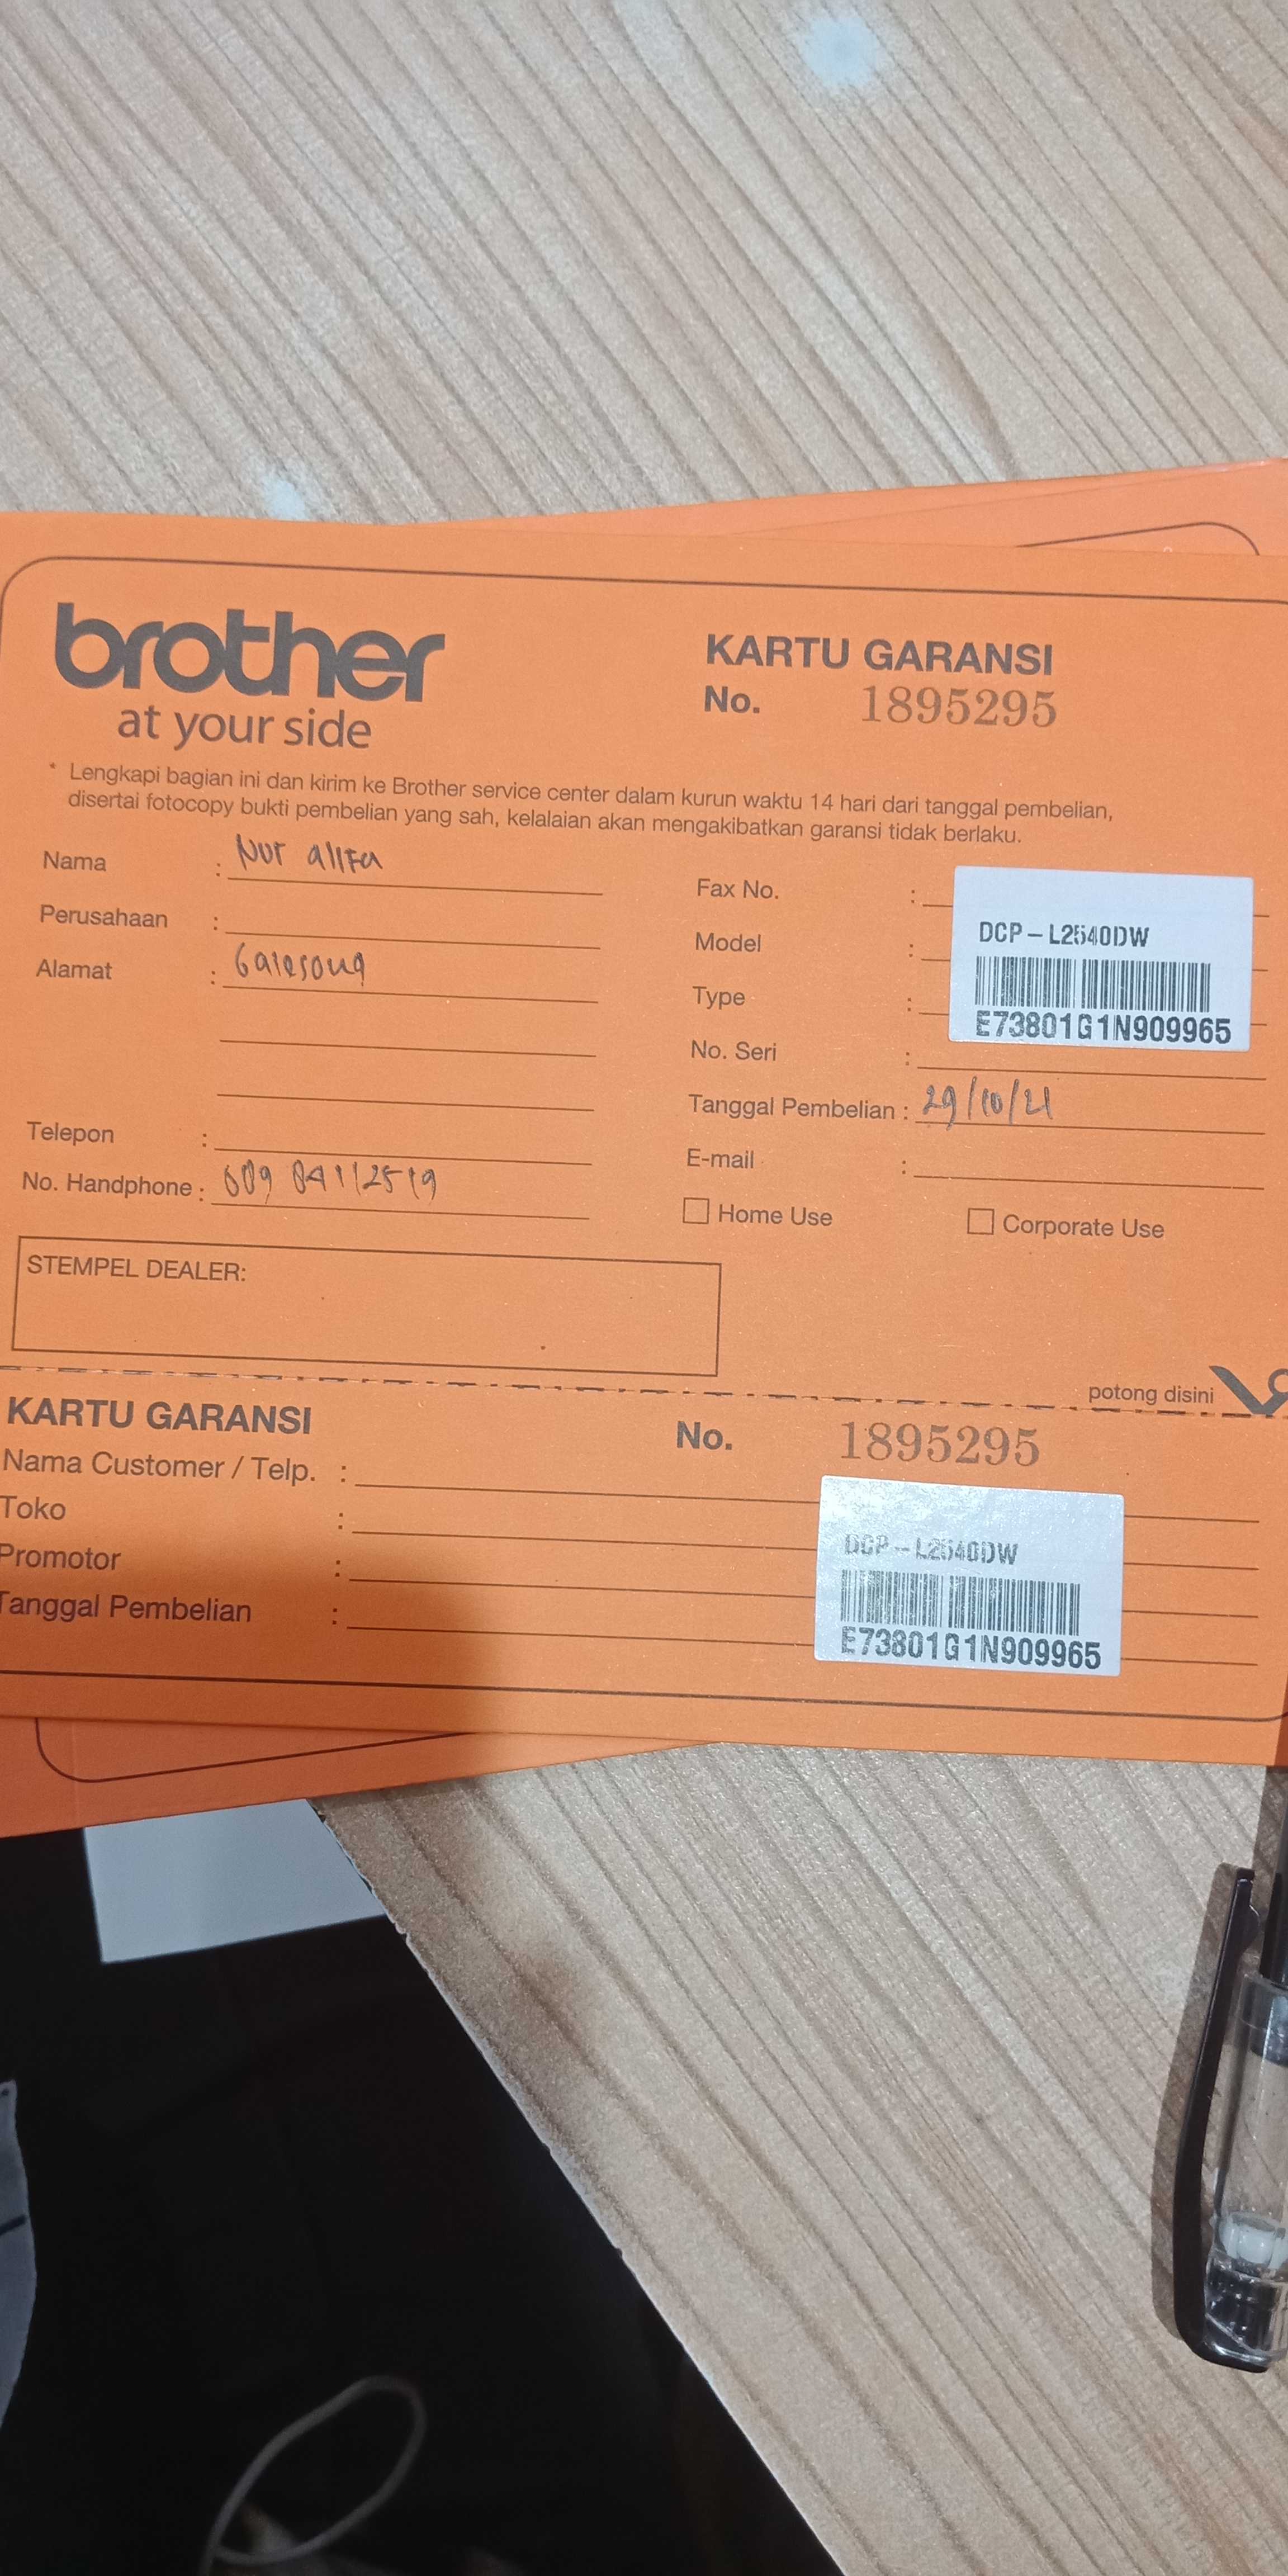 brother
at your side
KARTU GARANSI
No. 1895295
* Lengkapi bagian ini dan kirim ke Brother service center dalam kurun waktu 14 hari dari tanggal pembelian,
disertai fotocopy bukti pembelian yang sah, kelalaian akan mengakibatkan garansi tidak berlaku.
Nama : Nur alifa
Perusahaan :
Alamat : Galesong
Telepon :
No. Handphone :
Fax No. :
Model :
Type :
No. Seri :
DCP-L2540DW
E73801G1N909965
Tanggal Pembelian : 29/10/21
E-mail :
Home Use
Corporate Use
STEMPEL DEALER:
potong disini
KARTU GARANSI
No. 1895295
Nama Customer / Telp. :
Toko :
Promotor :
Tanggal Pembelian :
DCP-L2540DW
E73801G1N909965